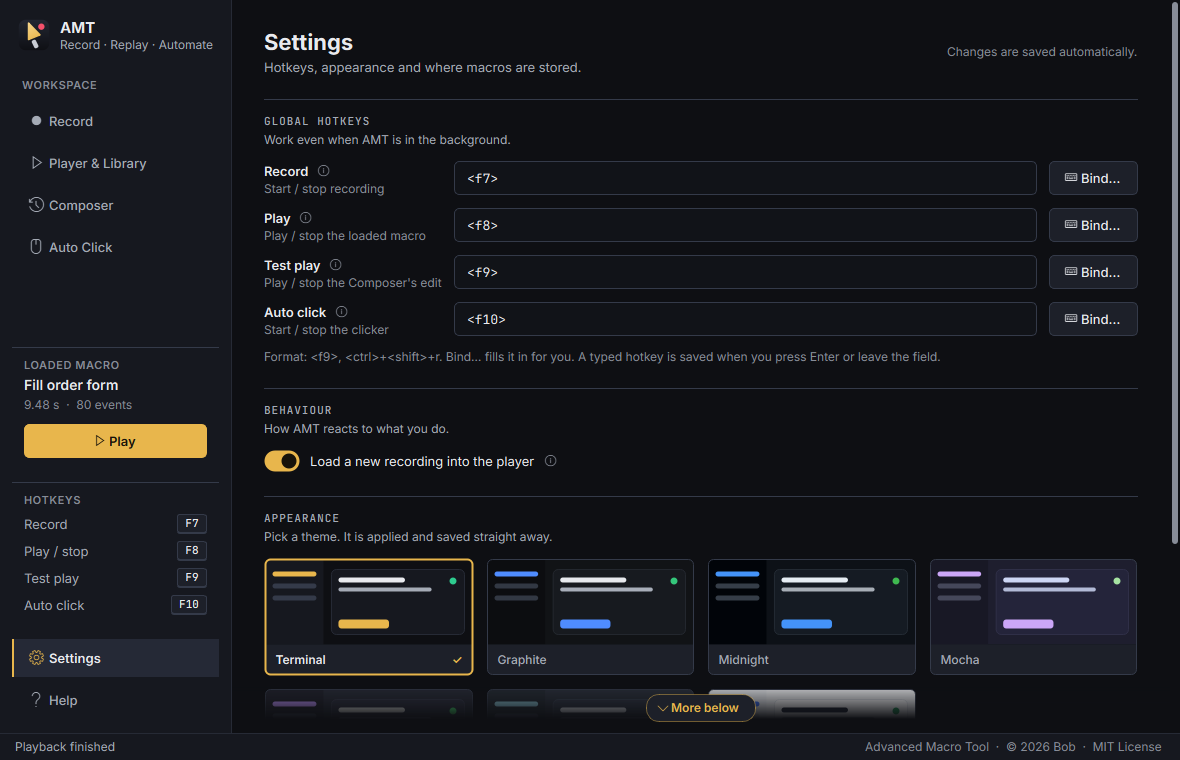 AMT
Record · Replay · Automate
WORKSPACE
Record
Player & Library
Composer
Auto Click
LOADED MACRO
Fill order form
9.48 s · 80 events
Play
HOTKEYS
Record F7
Play / stop F8
Test play F9
Auto click F10
Settings
Help
Settings
Hotkeys, appearance and where macros are stored.
Changes are saved automatically.
GLOBAL HOTKEYS
Work even when AMT is in the background.
Record
Start / stop recording
<f7>
Bind...
Play
Play / stop the loaded macro
<f8>
Bind...
Test play
Play / stop the Composer's edit
<f9>
Bind...
Auto click
Start / stop the clicker
<f10>
Bind...
Format: <f9>, <ctrl>+<shift>+r. Bind... fills it in for you. A typed hotkey is saved when you press Enter or leave the field.
BEHAVIOUR
How AMT reacts to what you do.
Load a new recording into the player
APPEARANCE
Pick a theme. It is applied and saved straight away.
Terminal
Graphite
Midnight
Mocha
More below
Playback finished
Advanced Macro Tool · © 2026 Bob · MIT License